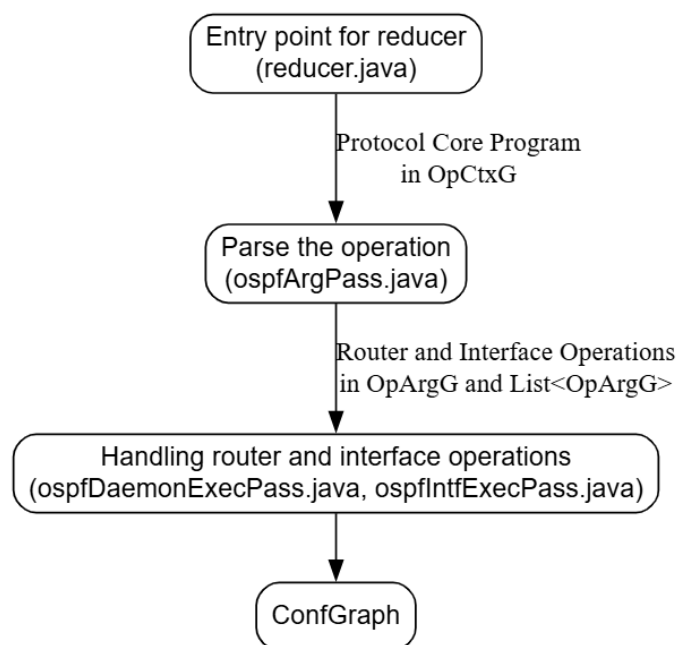 Entry point for reducer
(reducer.java)
Protocol Core Program
in OpCtxG
Parse the operation
(ospfArgPass.java)
Router and Interface Operations
in OpArgG and List<OpArgG>
Handling router and interface operations
(ospfDaemonExecPass.java, ospfIntfExecPass.java)
ConfGraph